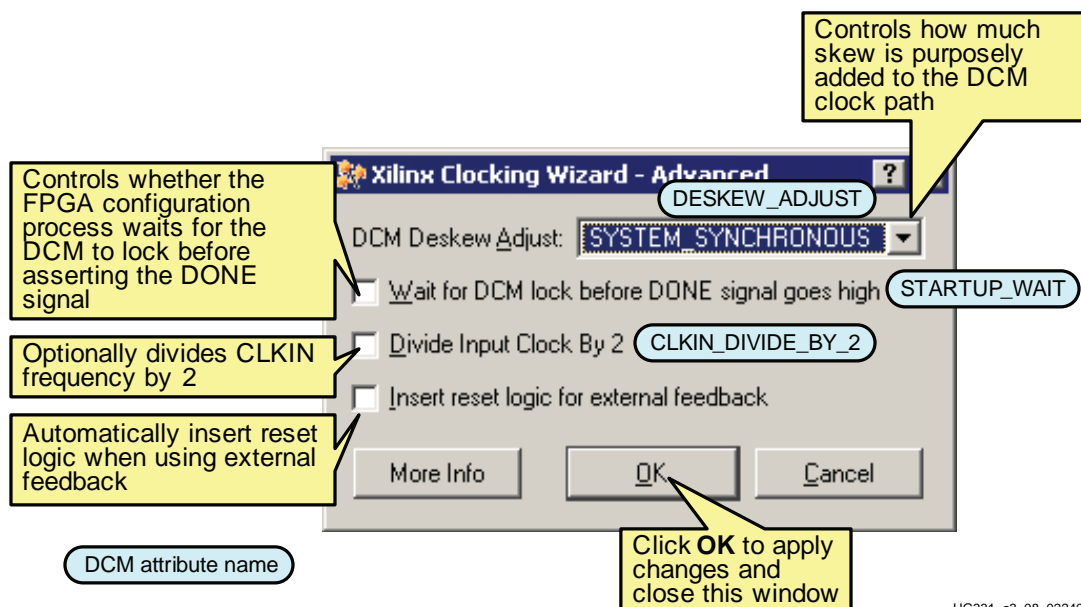 Controls how much
skew is purposely
added to the DCM
clock path
Controls whether the
FPGA configuration
process waits for the
DCM to lock before
asserting the DONE
signal
Xilinx Clocking Wizard - Advanced
?
DESKEW_ADJUST
DCM Deskew Adjust: SYSTEM_SYNCHRONOUS
Wait for DCM lock before DONE signal goes high
STARTUP_WAIT
Optionally divides CLKIN
frequency by 2
Divide Input Clock By 2
CLKIN_DIVIDE_BY_2
Insert reset logic for external feedback
Automatically insert reset
logic when using external
feedback
More Info
OK
Cancel
Click OK to apply
changes and
close this window
DCM attribute name